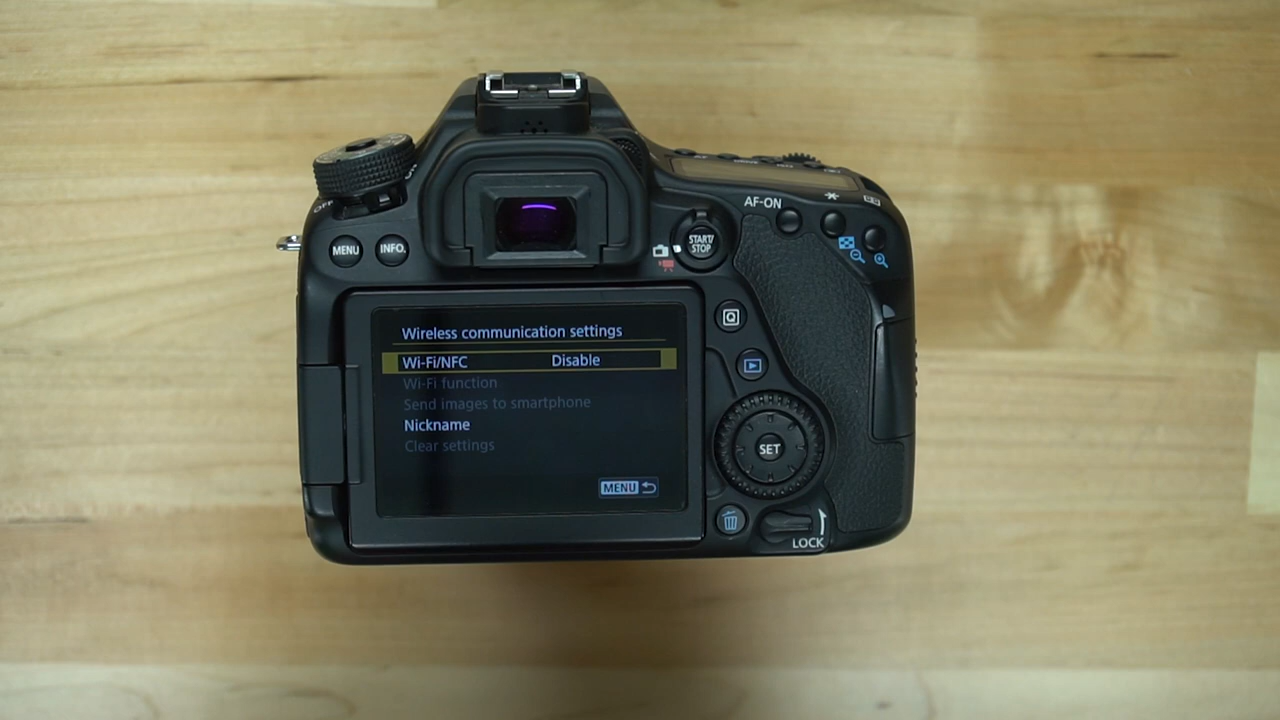 OFF
MENU
INFO.
START/
STOP
AF-ON
Q
Wireless communication settings
Wi-Fi/NFC Disable
Wi-Fi function
Send images to smartphone
Nickname
Clear settings
MENU
SET
LOCK